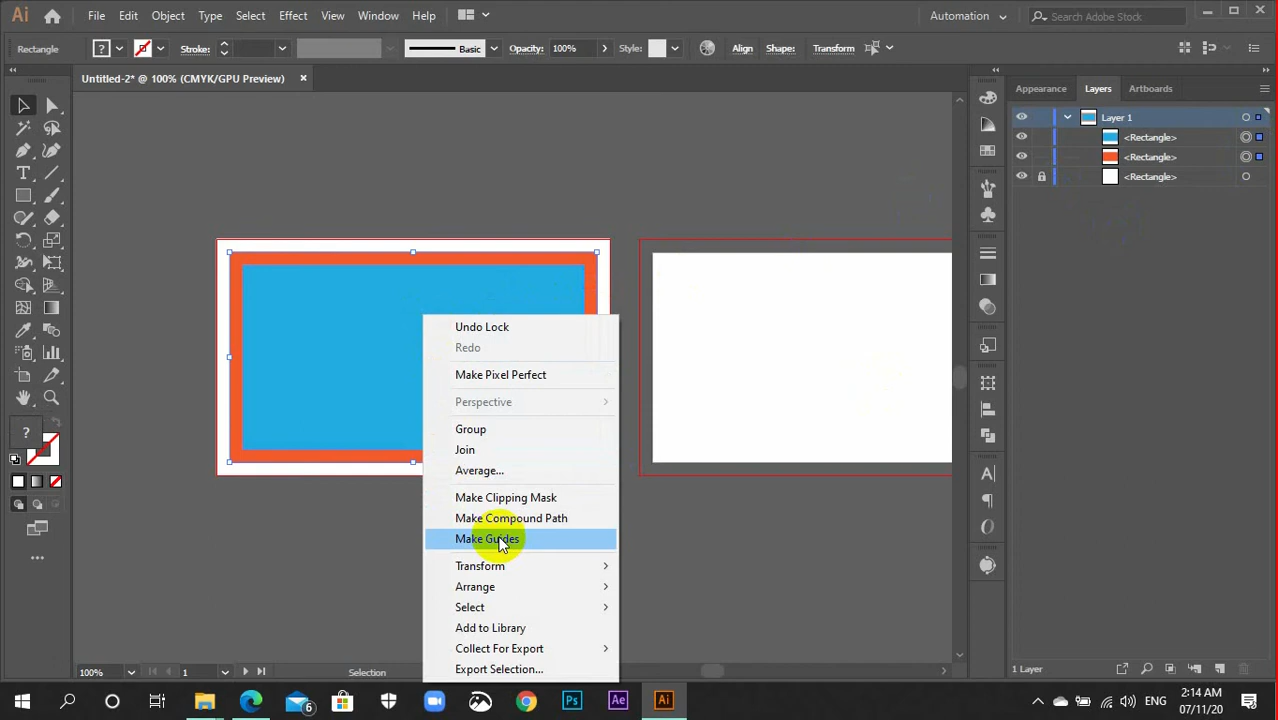 Ai File Edit Object Type Select Effect View Window Help Automation Search Adobe Stock
Rectangle ? Stroke: Basic Opacity: 100% Style: Align Shape: Transform
Untitled-2* @ 100% (CMYK/GPU Preview) ×
Appearance Layers Artboards
Layer 1
<Rectangle>
<Rectangle>
<Rectangle>
Undo Lock
Redo
Make Pixel Perfect
Perspective
Group
Join
Average...
Make Clipping Mask
Make Compound Path
Make Guides
Transform
Arrange
Select
Add to Library
Collect For Export
Export Selection...
?
100% 1 Selection
1 Layer
6 Ps Ae Ai ENG 2:14 AM
07/11/20